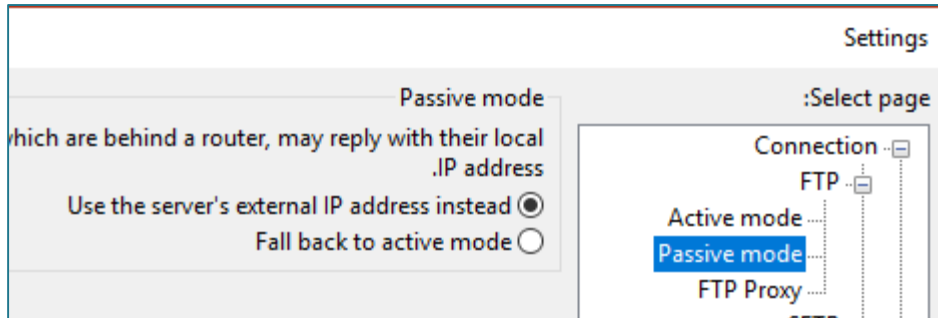 Settings
:Select page
Connection
FTP
Active mode
Passive mode
FTP Proxy
Passive mode
which are behind a router, may reply with their local
.IP address
Use the server's external IP address instead
Fall back to active mode